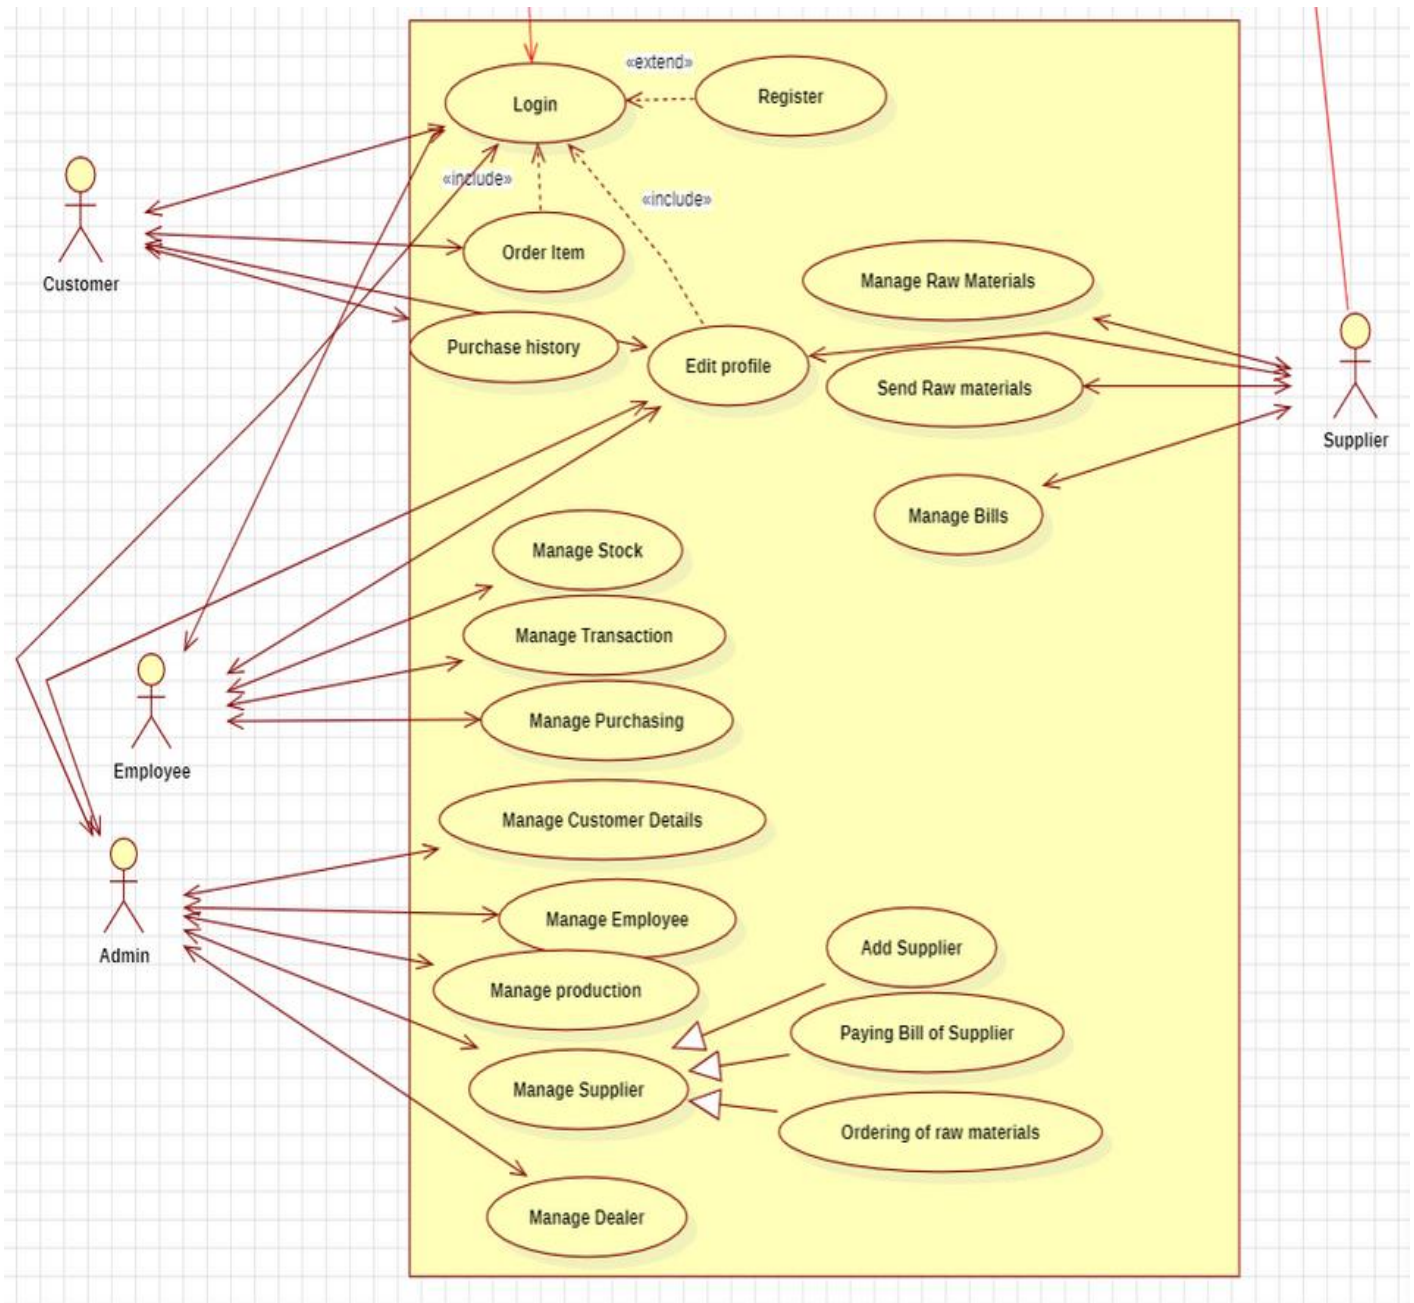 «extend»
Login
Register
«include»
«include»
Customer
Order Item
Manage Raw Materials
Purchase history
Edit profile
Send Raw materials
Supplier
Manage Bills
Manage Stock
Manage Transaction
Manage Purchasing
Employee
Manage Customer Details
Manage Employee
Add Supplier
Admin
Manage production
Paying Bill of Supplier
Manage Supplier
Ordering of raw materials
Manage Dealer